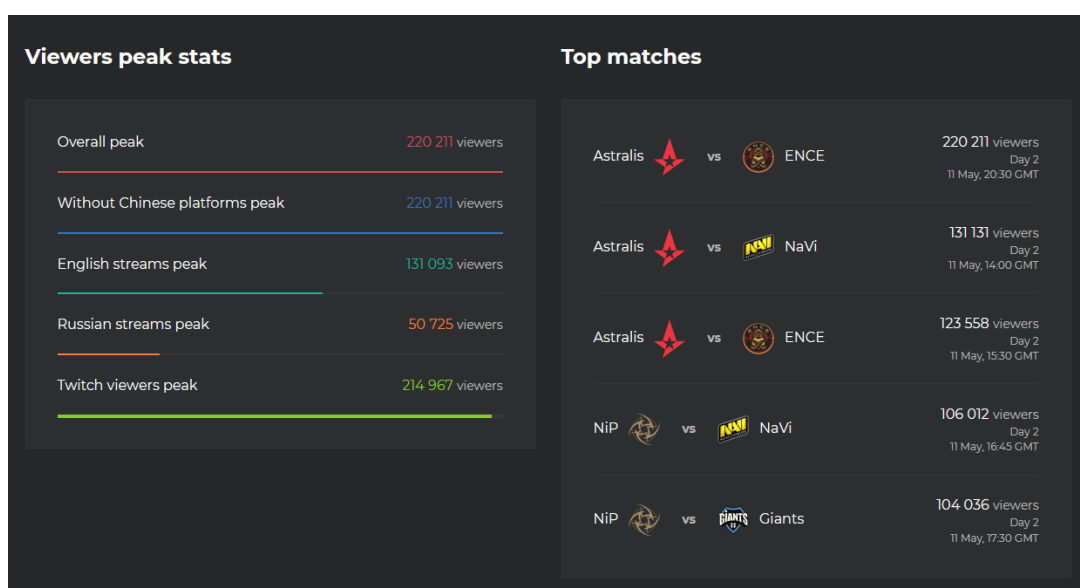 Viewers peak stats
Overall peak 220 211 viewers
Without Chinese platforms peak 220 211 viewers
English streams peak 131 093 viewers
Russian streams peak 50 725 viewers
Twitch viewers peak 214 967 viewers
Top matches
Astralis vs ENCE 220 211 viewers
Day 2
11 May, 20:30 GMT
Astralis vs NAVI NaVi 131 131 viewers
Day 2
11 May, 14:00 GMT
Astralis vs ENCE 123 558 viewers
Day 2
11 May, 15:30 GMT
NiP vs NAVI NaVi 106 012 viewers
Day 2
11 May, 16:45 GMT
NiP vs GIANTS Giants 104 036 viewers
Day 2
11 May, 17:30 GMT